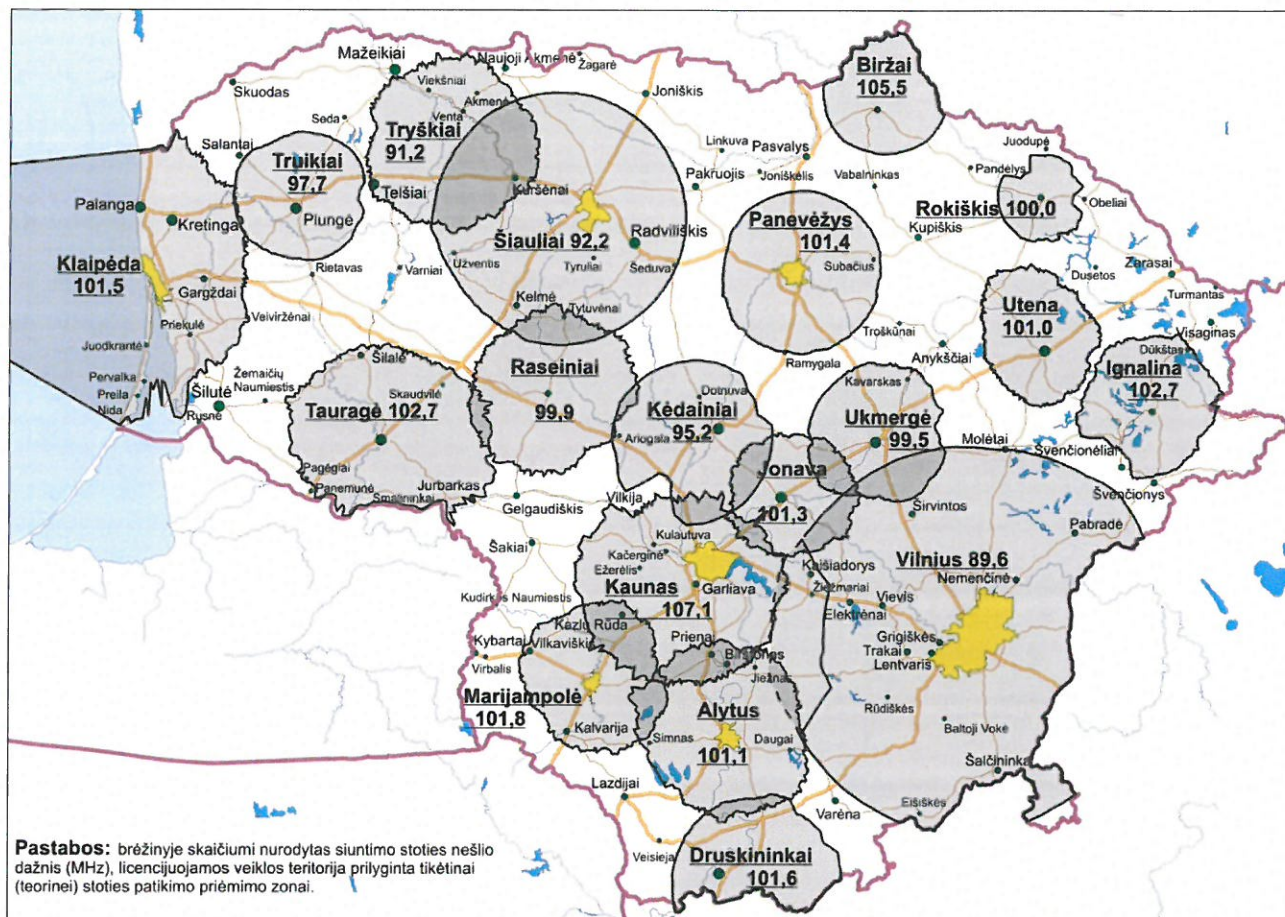 Mažeikiai
Naujoji Akmenė
Žagarė
Biržai
105,5
Skuodas
Viekšniai
Akmenė
Joniškis
Seda
Venta
Tryškiai
91,2
Linkuva
Pasvalys
Juodupė
Salantai
Truikiai
97,7
Pakruojis
Joniškėlis
Vabalninkas
Pandėlys
Telšiai
Kuršėnai
Palanga
Plungė
Kretinga
Rokiškis 100,0
Obeliai
Panevėžys
101,4
Kupiškis
Šiauliai 92,2
Radviliškis
Klaipėda
101,5
Rietavas
Varniai
Užventis
Tyruliai
Šeduva
Subačius
Dusetos
Zarasai
Gargždai
Turmantas
Kelmė
Tytuvėnai
Utena
101,0
Priekulė
Veiviržėnai
Troškūnai
Visaginas
Juodkrantė
Anykščiai
Dūkštas
Šilalė
Raseiniai
99,9
Ramygala
Ignalina
102,7
Pervalka
Preila
Nida
Žemaičių
Naumiestis
Skaudvilė
Dotnuva
Kavarskas
Šilutė
Rusnė
Tauragė 102,7
Kėdainiai
95,2
Ukmergė
99,5
Ariogala
Molėtai
Švenčionėliai
Pagėgiai
Jonava
101,3
Panemunė
Smalininkai
Jurbarkas
Vilkija
Švenčionys
Gelgaudiškis
Širvintos
Pabradė
Šakiai
Kulautuva
Kačerginė
Ežerėlis
Vilnius 89,6
Kaišiadorys
Nemenčinė
Kaunas
107,1
Garliava
Žiežmariai
Vievis
Kudirkos Naumiestis
Elektrėnai
Kazlų Rūda
Grigiškės
Kybartai
Vilkaviškis
Prienai
Trakai
Virbalis
Birštonas
Lentvaris
Jieznas
Marijampolė
101,8
Alytus
101,1
Rūdiškės
Kalvarija
Simnas
Daugai
Baltoji Vokė
Šalčininkai
Lazdijai
Varėna
Eišiškės
Pastabos: brėžinyje skaičiumi nurodytas siuntimo stoties nešlio
dažnis (MHz), licencijuojamos veiklos teritorija prilyginta tikėtinai
(teorinei) stoties patikimo priėmimo zonai.
Veisieja
Druskininkai
101,6